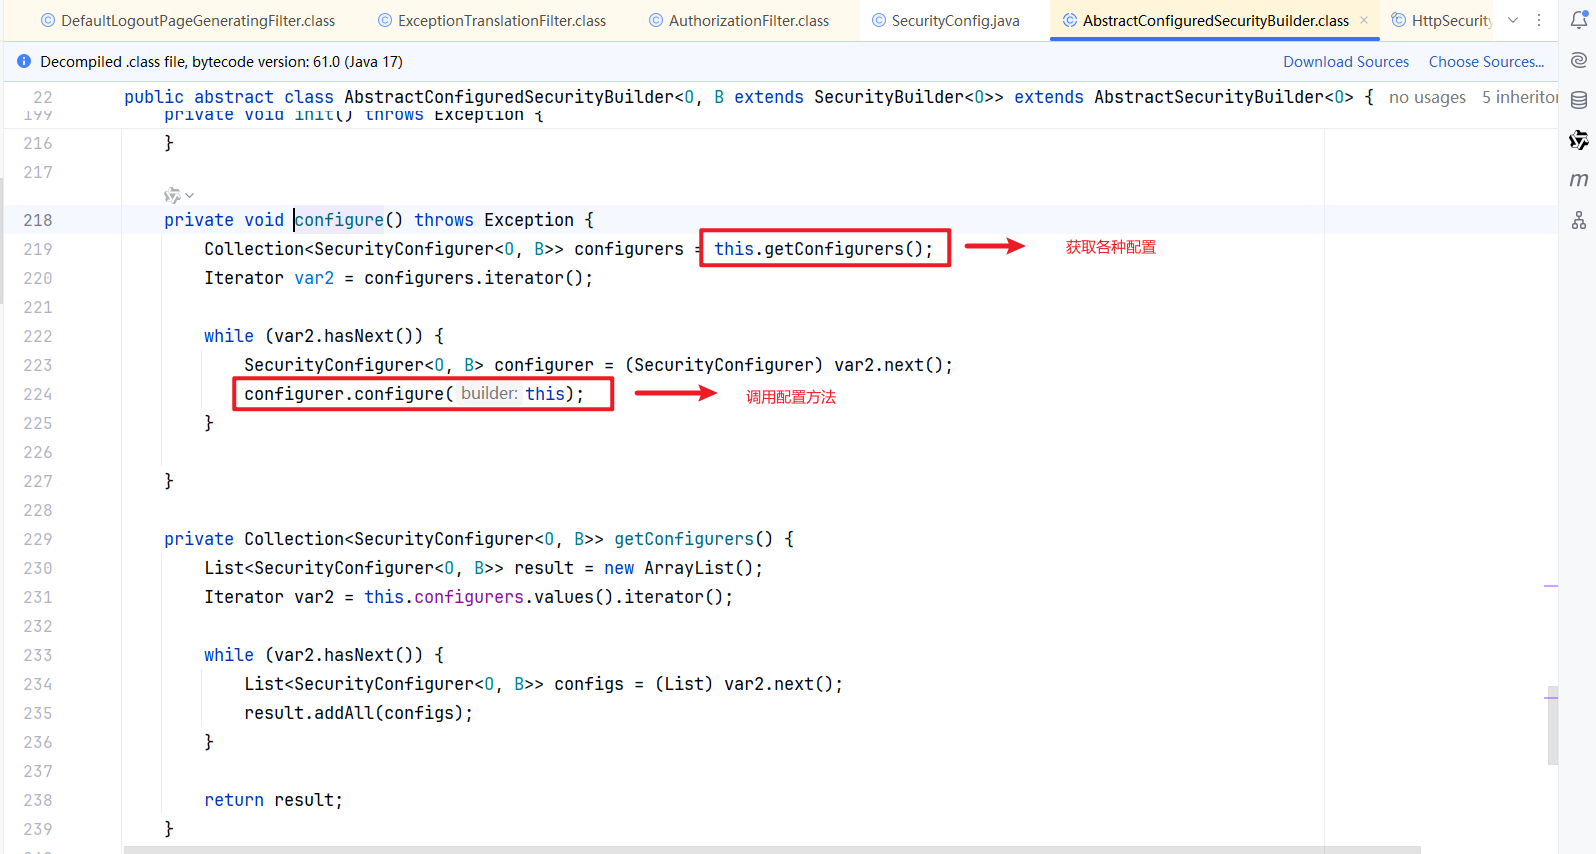 DefaultLogoutPageGeneratingFilter.class ExceptionTranslationFilter.class AuthorizationFilter.class SecurityConfig.java AbstractConfiguredSecurityBuilder.class HttpSecurity
Decompiled .class file, bytecode version: 61.0 (Java 17) Download Sources Choose Sources...
22 public abstract class AbstractConfiguredSecurityBuilder<O, B extends SecurityBuilder<O>> extends AbstractSecurityBuilder<O> { no usages 5 inheritor
199 private void init() throws Exception {
216 }
217
218 private void configure() throws Exception {
219 Collection<SecurityConfigurer<O, B>> configurers = this.getConfigurers(); 获取各种配置
220 Iterator var2 = configurers.iterator();
221
222 while (var2.hasNext()) {
223 SecurityConfigurer<O, B> configurer = (SecurityConfigurer) var2.next();
224 configurer.configure( builder: this); 调用配置方法
225 }
226
227 }
228
229 private Collection<SecurityConfigurer<O, B>> getConfigurers() {
230 List<SecurityConfigurer<O, B>> result = new ArrayList();
231 Iterator var2 = this.configurers.values().iterator();
232
233 while (var2.hasNext()) {
234 List<SecurityConfigurer<O, B>> configs = (List) var2.next();
235 result.addAll(configs);
236 }
237
238 return result;
239 }